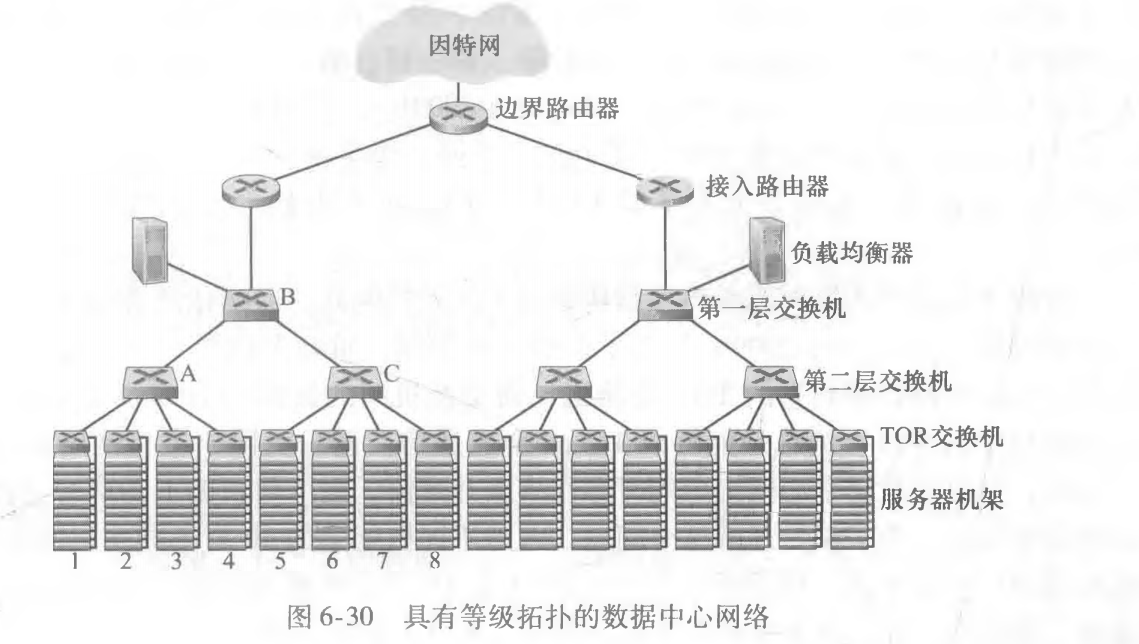 因特网
边界路由器
接入路由器
负载均衡器
B
第一层交换机
A
C
第二层交换机
TOR交换机
服务器机架
1 2 3 4 5 6 7 8
图 6-30 具有等级拓扑的数据中心网络